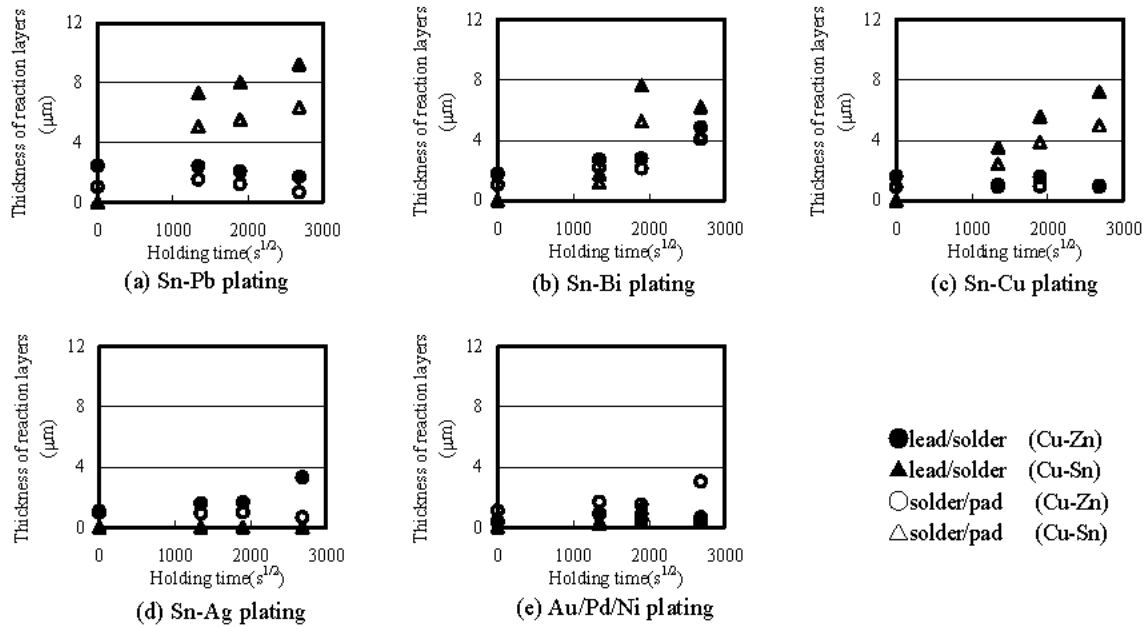 Thickness of reaction layers
(μm)
12
8
4
0
0 1000 2000 3000
Holding time(s1/2)
(a) Sn-Pb plating
Thickness of reaction layers
(μm)
12
8
4
0
0 1000 2000 3000
Holding time(s1/2)
(b) Sn-Bi plating
Thickness of reaction layers
(μm)
12
8
4
0
0 1000 2000 3000
Holding time(s1/2)
(c) Sn-Cu plating
Thickness of reaction layers
(μm)
12
8
4
0
0 1000 2000 3000
Holding time(s1/2)
(d) Sn-Ag plating
Thickness of reaction layers
(μm)
12
8
4
0
0 1000 2000 3000
Holding time(s1/2)
(e) Au/Pd/Ni plating
lead/solder (Cu-Zn)
lead/solder (Cu-Sn)
solder/pad (Cu-Zn)
solder/pad (Cu-Sn)